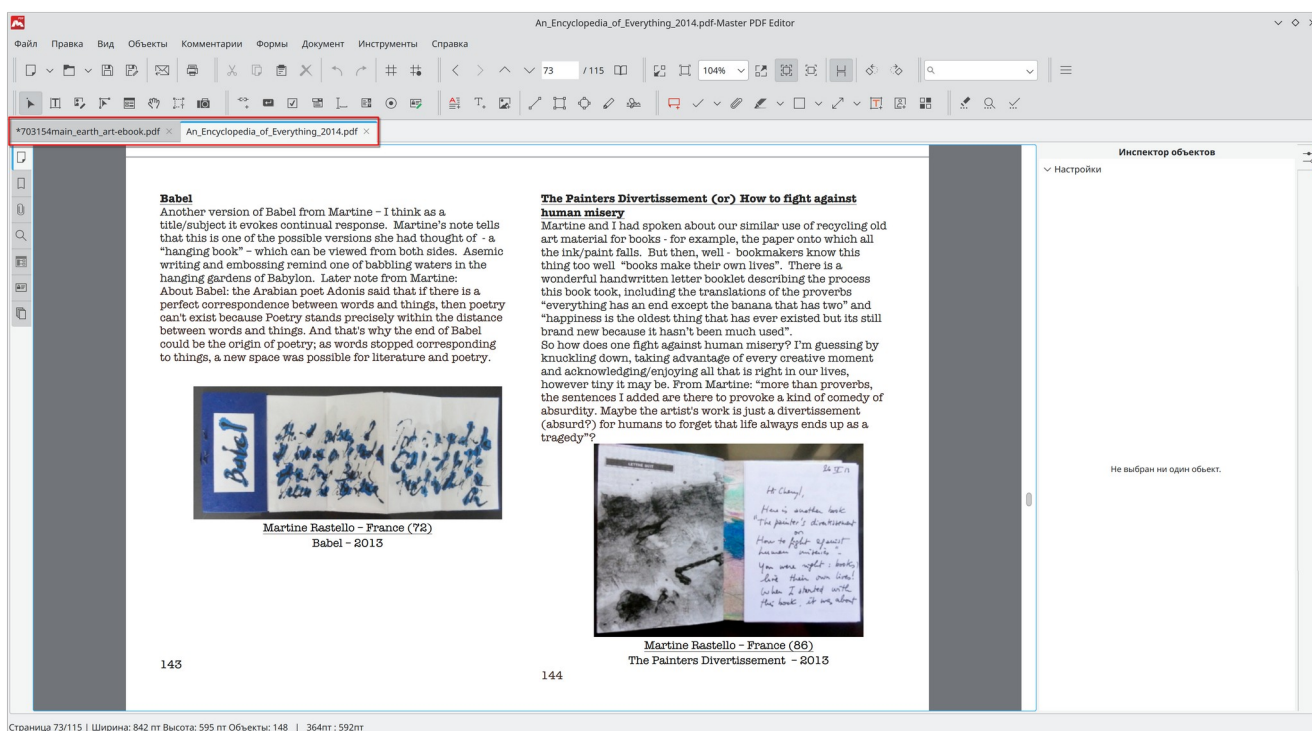 An_Encyclopedia_of_Everything_2014.pdf-Master PDF Editor
Файл Правка Вид Объекты Комментарии Формы Документ Инструменты Справка
73 / 115
104%
*703154main_earth_art-ebook.pdf × An_Encyclopedia_of_Everything_2014.pdf ×
Инспектор объектов
Настройки
Не выбран ни один обьект.
Babel
Another version of Babel from Martine – I think as a
title/subject it evokes continual response. Martine's note tells
that this is one of the possible versions she had thought of - a
“hanging book” – which can be viewed from both sides. Asemic
writing and embossing remind one of babbling waters in the
hanging gardens of Babylon. Later note from Martine:
About Babel: the Arabian poet Adonis said that if there is a
perfect correspondence between words and things, then poetry
can't exist because Poetry stands precisely within the distance
between words and things. And that's why the end of Babel
could be the origin of poetry; as words stopped corresponding
to things, a new space was possible for literature and poetry.
Babel
Martine Rastello – France (72)
Babel – 2013
143
The Painters Divertissement (or) How to fight against
human misery
Martine and I had spoken about our similar use of recycling old
art material for books - for example, the paper onto which all
the ink/paint falls. But then, well - bookmakers know this
thing too well “books make their own lives”. There is a
wonderful handwritten letter booklet describing the process
this book took, including the translations of the proverbs
“everything has an end except the banana that has two” and
“happiness is the oldest thing that has ever existed but its still
brand new because it hasn't been much used”.
So how does one fight against human misery? I'm guessing by
knuckling down, taking advantage of every creative moment
and acknowledging/enjoying all that is right in our lives,
however tiny it may be. From Martine: “more than proverbs,
the sentences I added are there to provoke a kind of comedy of
absurdity. Maybe the artist's work is just a divertissement
(absurd?) for humans to forget that life always ends up as a
tragedy”?
Hi Cheryl,
Here is another book
"The painter's divertissement
or
How to fight against
human miseries"
You were right : books
live their own lives!
When I started with
this book, it was about
Martine Rastello – France (86)
The Painters Divertissement – 2013
144
Страница 73/115 | Ширина: 842 пт Высота: 595 пт Объекты: 148 | 364пт : 592пт